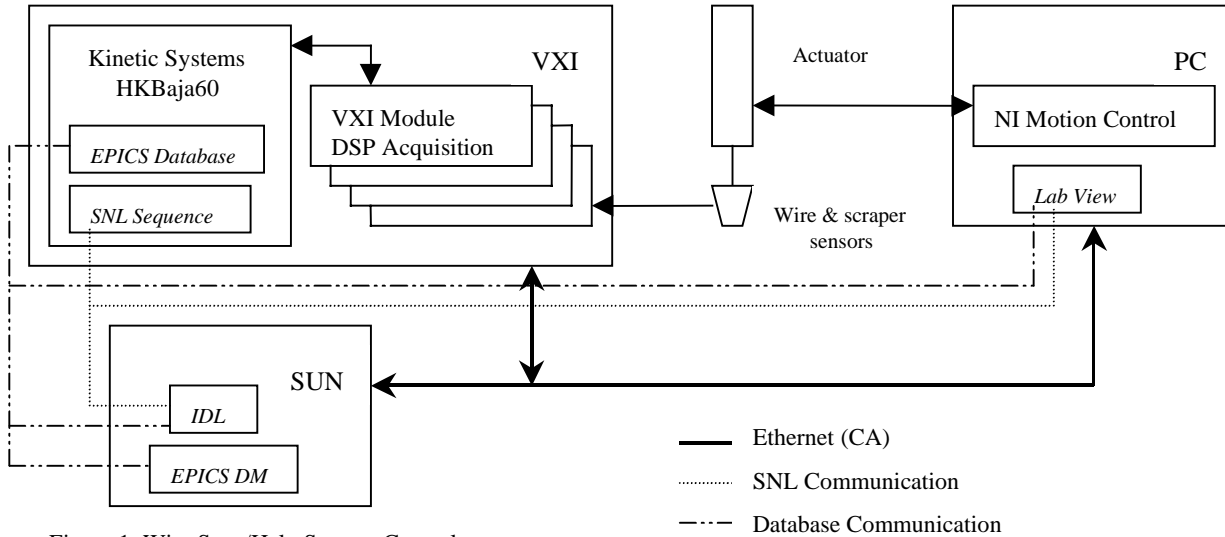 Kinetic Systems
HKBaja60
VXI
EPICS Database
SNL Sequence
VXI Module
DSP Acquisition
Actuator
Wire & scraper
sensors
PC
NI Motion Control
Lab View
SUN
IDL
EPICS DM
Ethernet (CA)
SNL Communication
Database Communication